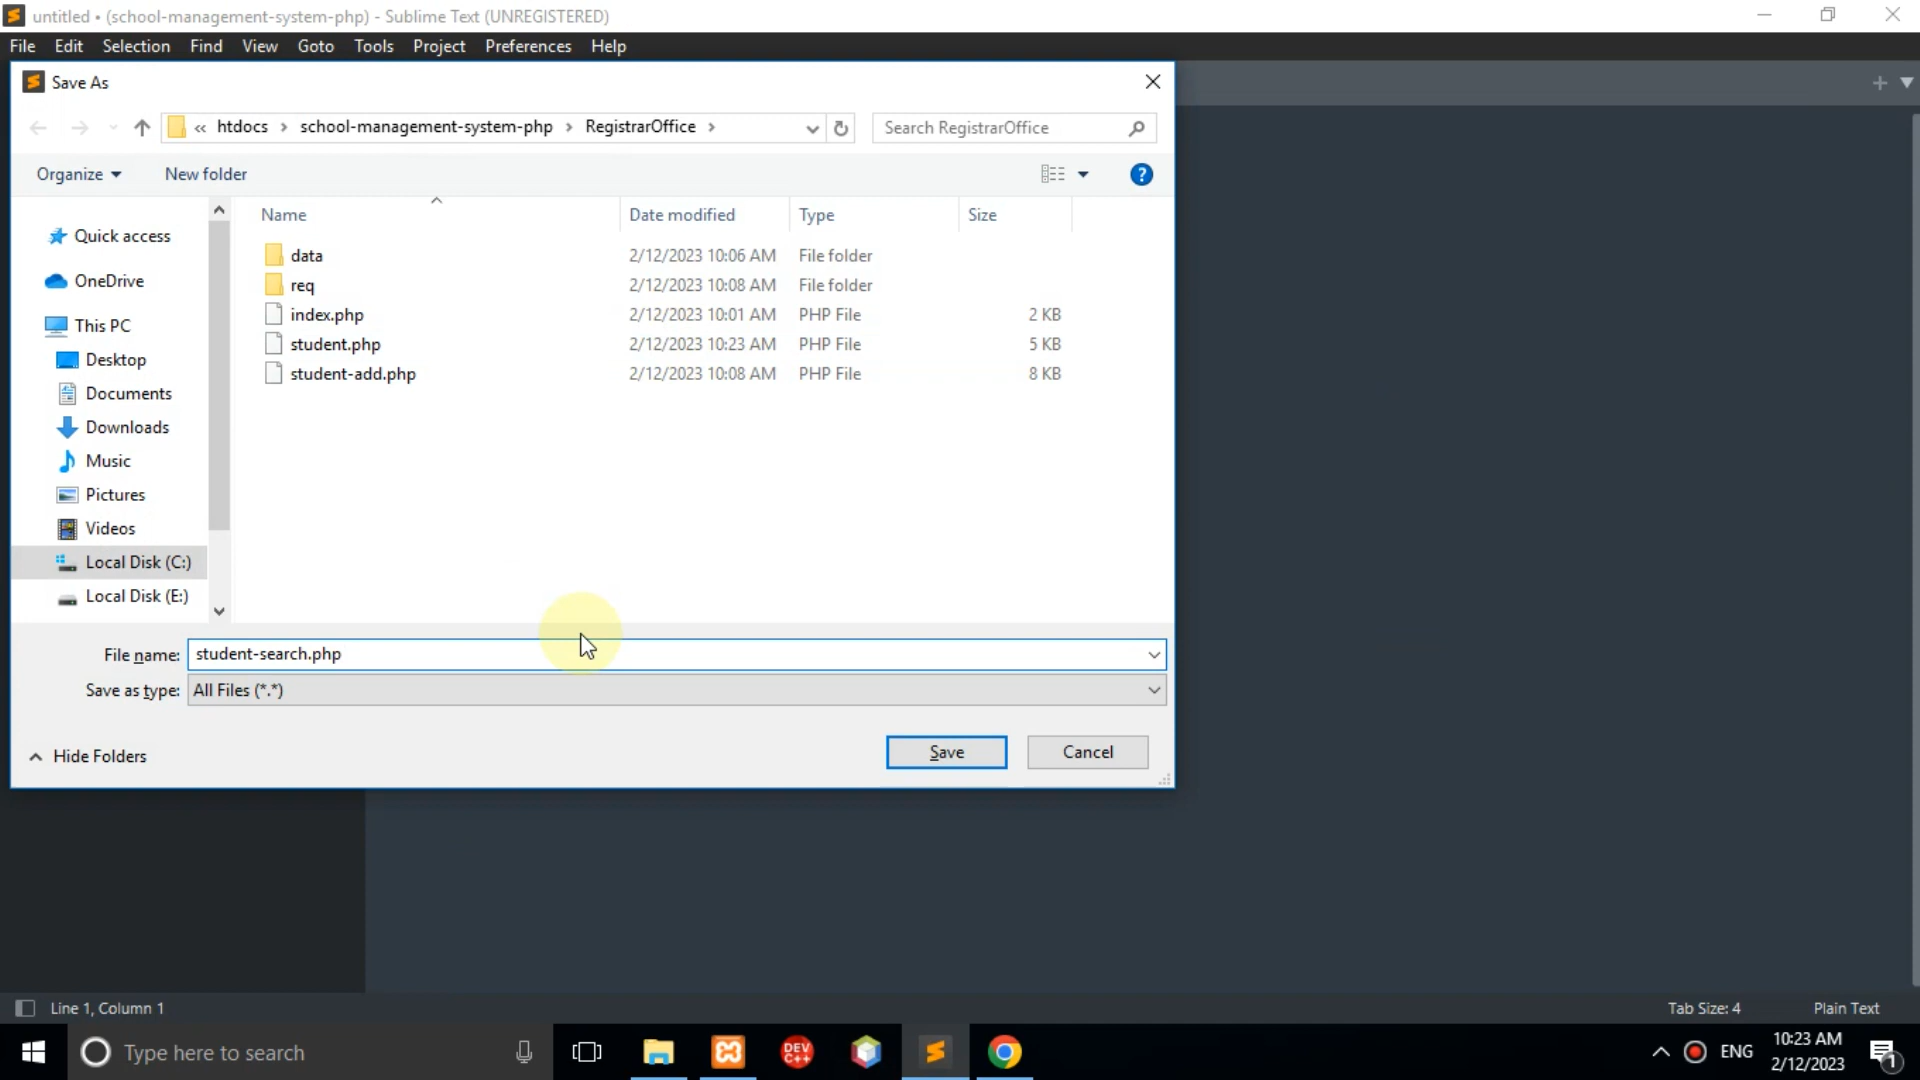 untitled • (school-management-system-php) - Sublime Text (UNREGISTERED)
File Edit Selection Find View Goto Tools Project Preferences Help
Save As
« htdocs › school-management-system-php › RegistrarOffice ›
Search RegistrarOffice
Organize
New folder
Name Date modified Type Size
Quick access
OneDrive
This PC
Desktop
Documents
Downloads
Music
Pictures
Videos
Local Disk (C:)
Local Disk (E:)
data 2/12/2023 10:06 AM File folder
req 2/12/2023 10:08 AM File folder
index.php 2/12/2023 10:01 AM PHP File 2 KB
student.php 2/12/2023 10:23 AM PHP File 5 KB
student-add.php 2/12/2023 10:08 AM PHP File 8 KB
File name: student-search.php
Save as type: All Files (*.*)
Hide Folders
Save
Cancel
Line 1, Column 1
Tab Size: 4
Plain Text
Type here to search
DEV C++
ENG
10:23 AM
2/12/2023
1